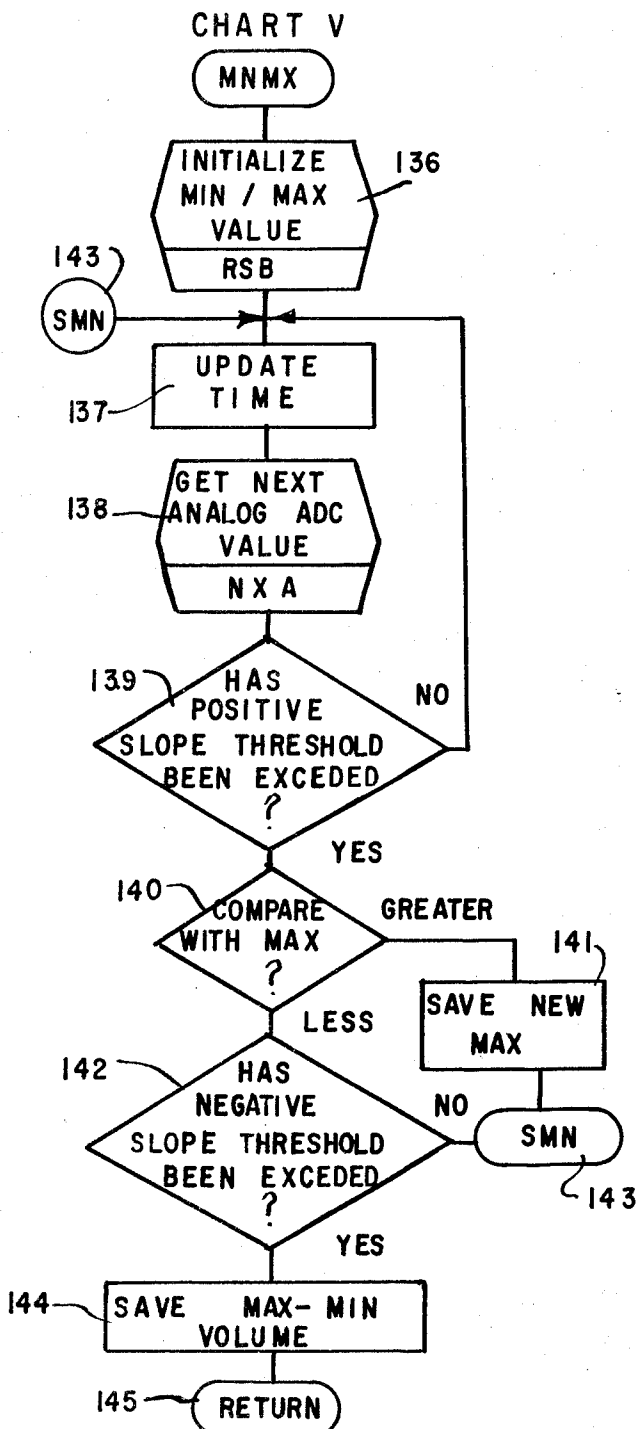 CHART V
MNMX
INITIALIZE
MIN / MAX
VALUE
136
RSB
143
SMN
UPDATE
TIME
137
GET NEXT
ANALOG ADC
VALUE
138
NXA
139
HAS
POSITIVE
SLOPE THRESHOLD
BEEN EXCEDED
?
NO
YES
140
COMPARE
WITH MAX
?
GREATER
141
SAVE NEW
MAX
LESS
142
HAS
NEGATIVE
SLOPE THRESHOLD
BEEN EXCEDED
?
NO
SMN
143
YES
144
SAVE MAX-MIN
VOLUME
145
RETURN